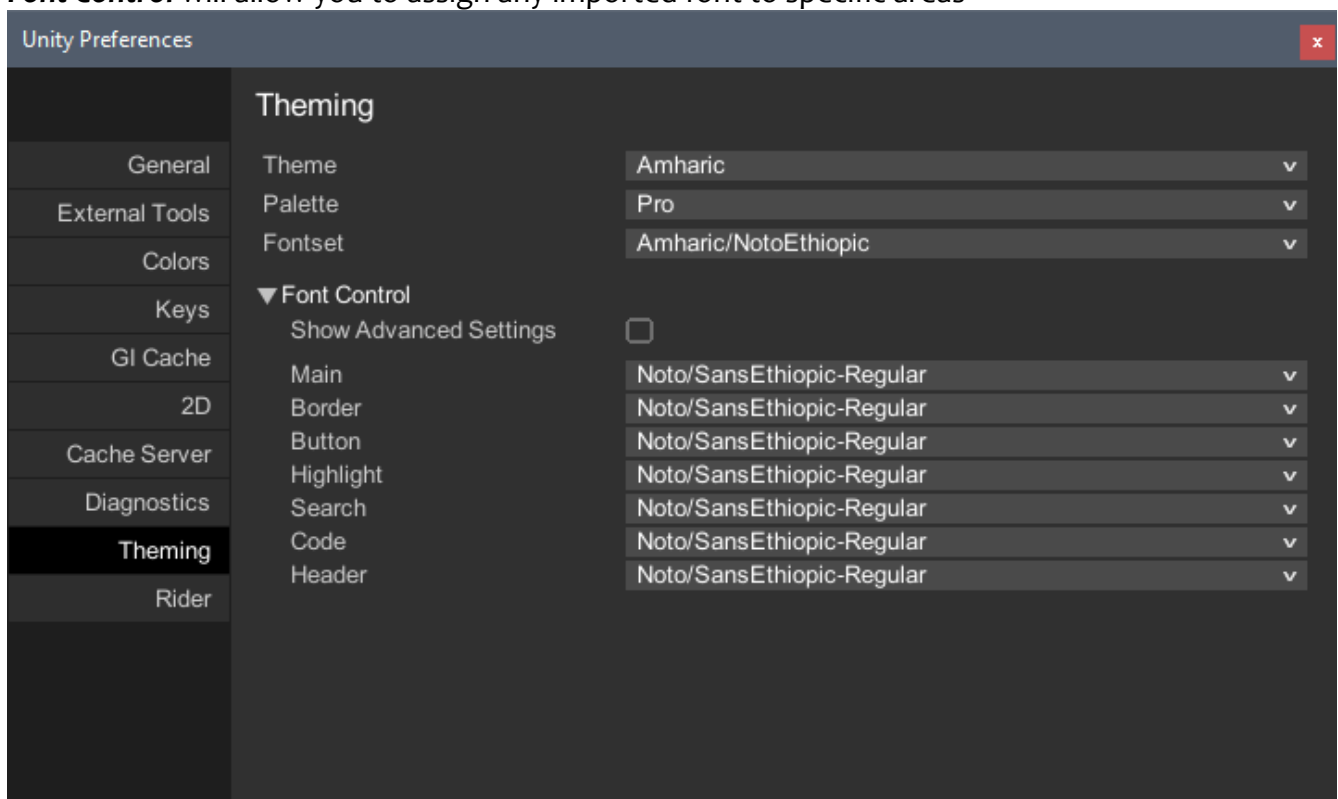 Font Control will allow you to assign any imported font to specific areas
Unity Preferences x
Theming
General
External Tools
Colors
Keys
GI Cache
2D
Cache Server
Diagnostics
Theming
Rider
Theme Amharic
Palette Pro
Fontset Amharic/NotoEthiopic
Font Control
Show Advanced Settings
Main Noto/SansEthiopic-Regular
Border Noto/SansEthiopic-Regular
Button Noto/SansEthiopic-Regular
Highlight Noto/SansEthiopic-Regular
Search Noto/SansEthiopic-Regular
Code Noto/SansEthiopic-Regular
Header Noto/SansEthiopic-Regular